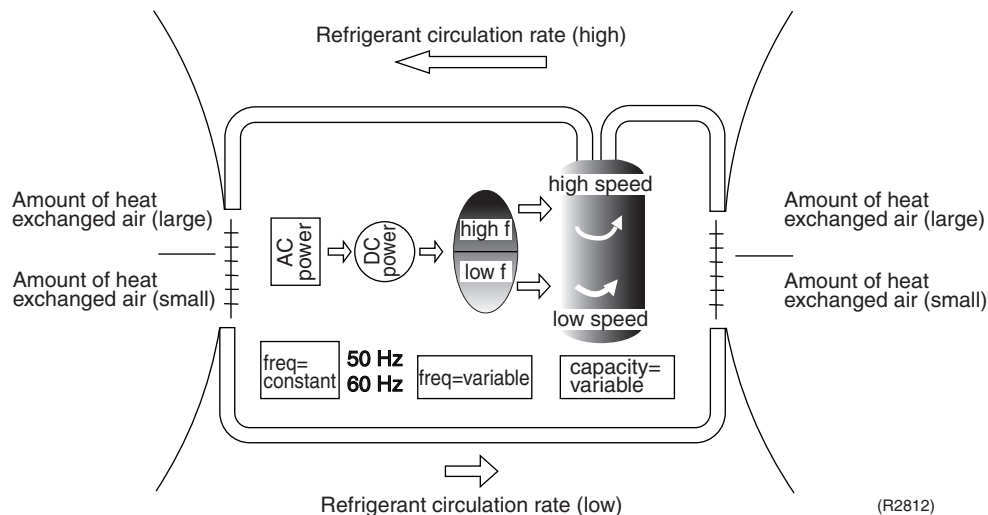 Refrigerant circulation rate (high)
Amount of heat
exchanged air (large)
Amount of heat
exchanged air (small)
AC
power
DC
power
high f
low f
high speed
low speed
Amount of heat
exchanged air (large)
Amount of heat
exchanged air (small)
freq=
constant
50 Hz
60 Hz
freq=variable
capacity=
variable
Refrigerant circulation rate (low)
(R2812)